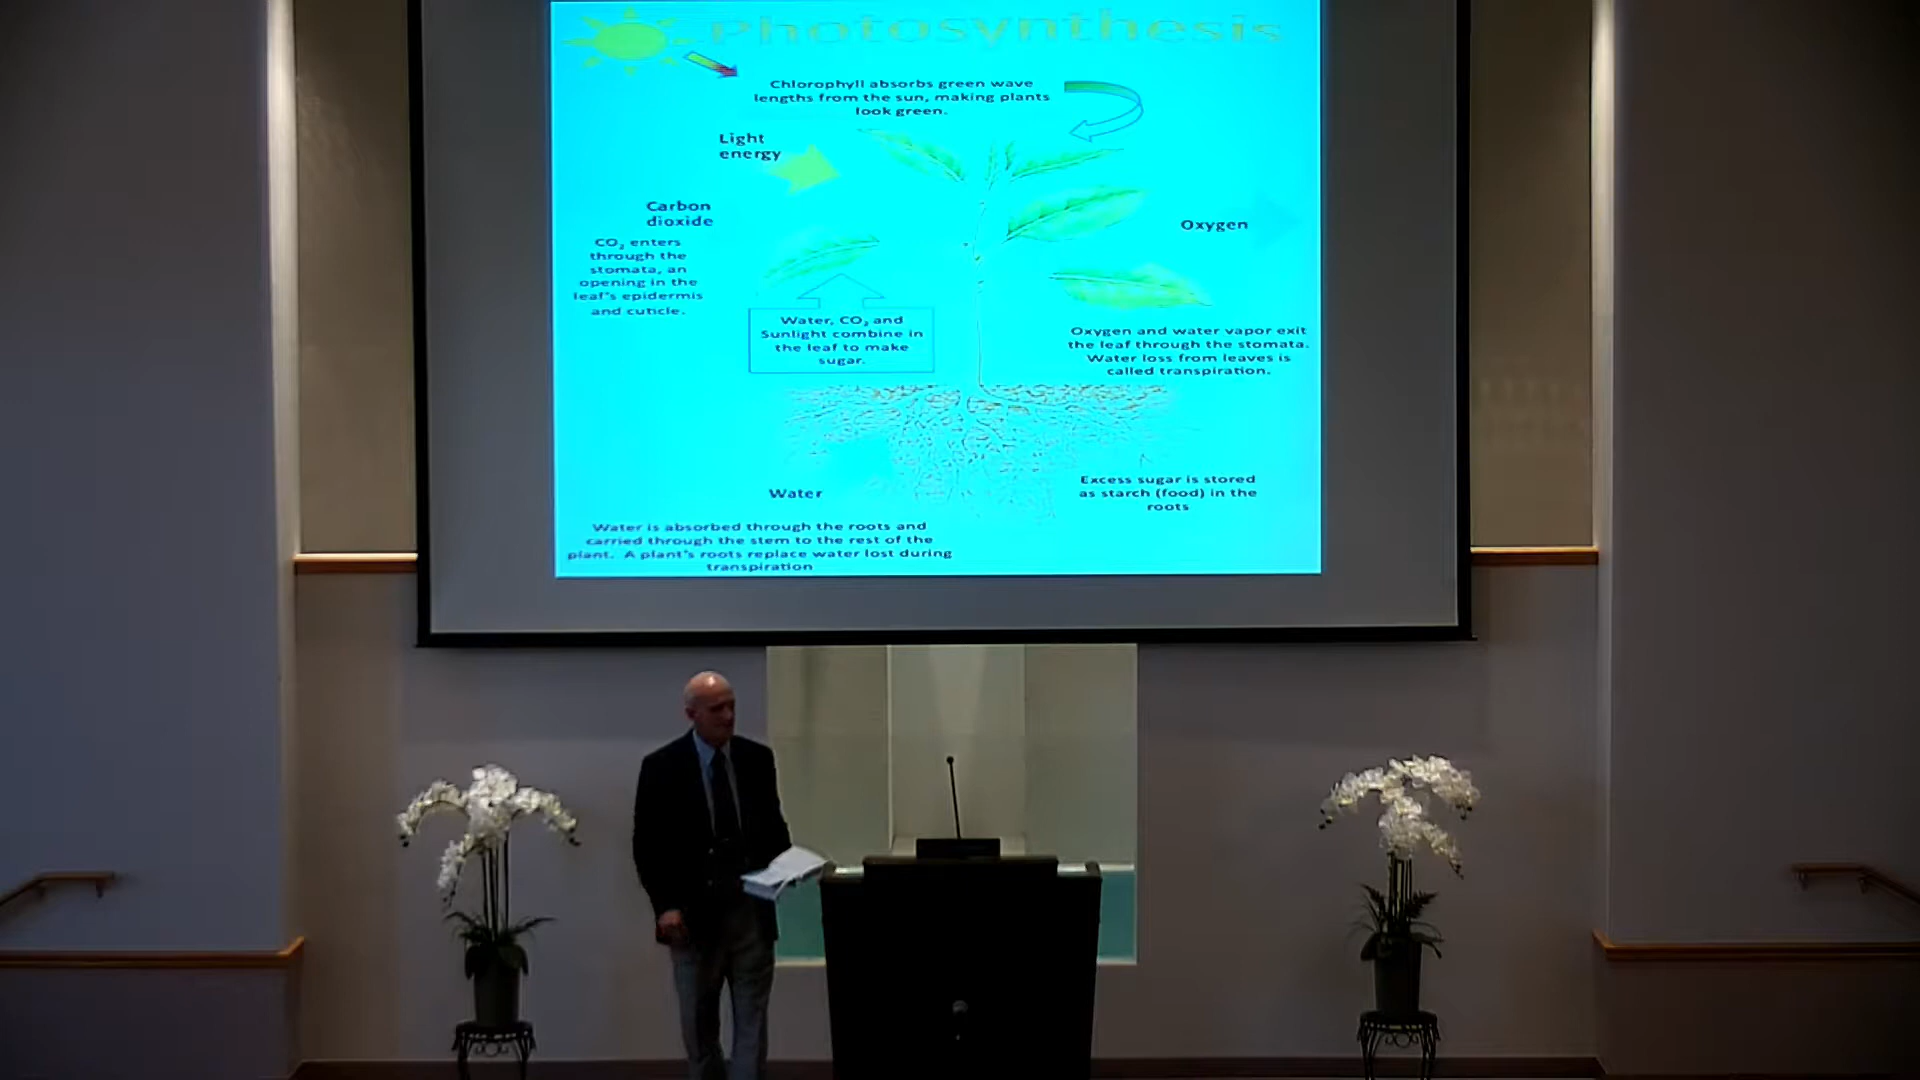 Photosynthesis
Chlorophyll absorbs green wave
lengths from the sun, making plants
look green.
Light
energy
Carbon
dioxide
CO₂ enters
through the
stomata, an
opening in the
leaf's epidermis
and cuticle.
Oxygen
Water, CO₂ and
Sunlight combine in
the leaf to make
sugar.
Oxygen and water vapor exit
the leaf through the stomata.
Water loss from leaves is
called transpiration.
Excess sugar is stored
as starch (food) in the
roots
Water
Water is absorbed through the roots and
carried through the stem to the rest of the
plant. A plant's roots replace water lost during
transpiration